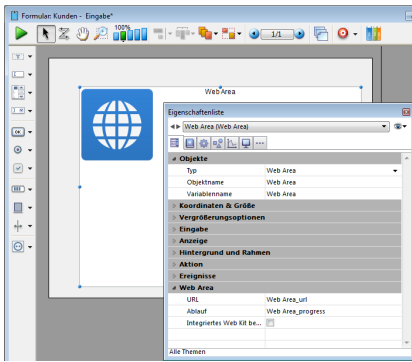 Formular: Kunden - Eingabe*
100%
1/1
Web Area
Eigenschaftenliste
Web Area (Web Area)
Objekte
Typ Web Area
Objektname Web Area
Variablenname Web Area
Koordinaten & Größe
Vergrößerungsoptionen
Eingabe
Anzeige
Hintergrund und Rahmen
Aktion
Ereignisse
Web Area
URL Web Area_url
Ablauf Web Area_progress
Integriertes Web Kit be...
Alle Themen